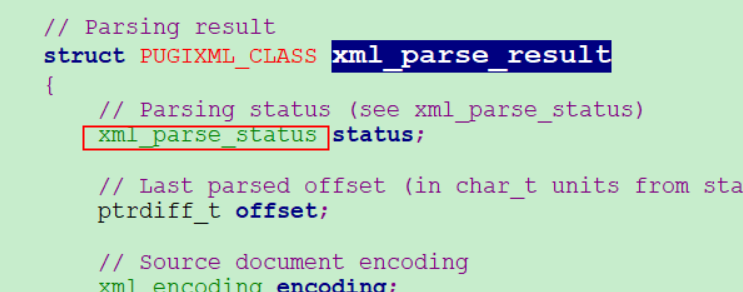 // Parsing result
struct PUGIXML_CLASS xml_parse_result
{
// Parsing status (see xml_parse_status)
xml_parse_status status;
// Last parsed offset (in char_t units from sta
ptrdiff_t offset;
// Source document encoding
xml_encoding encoding;